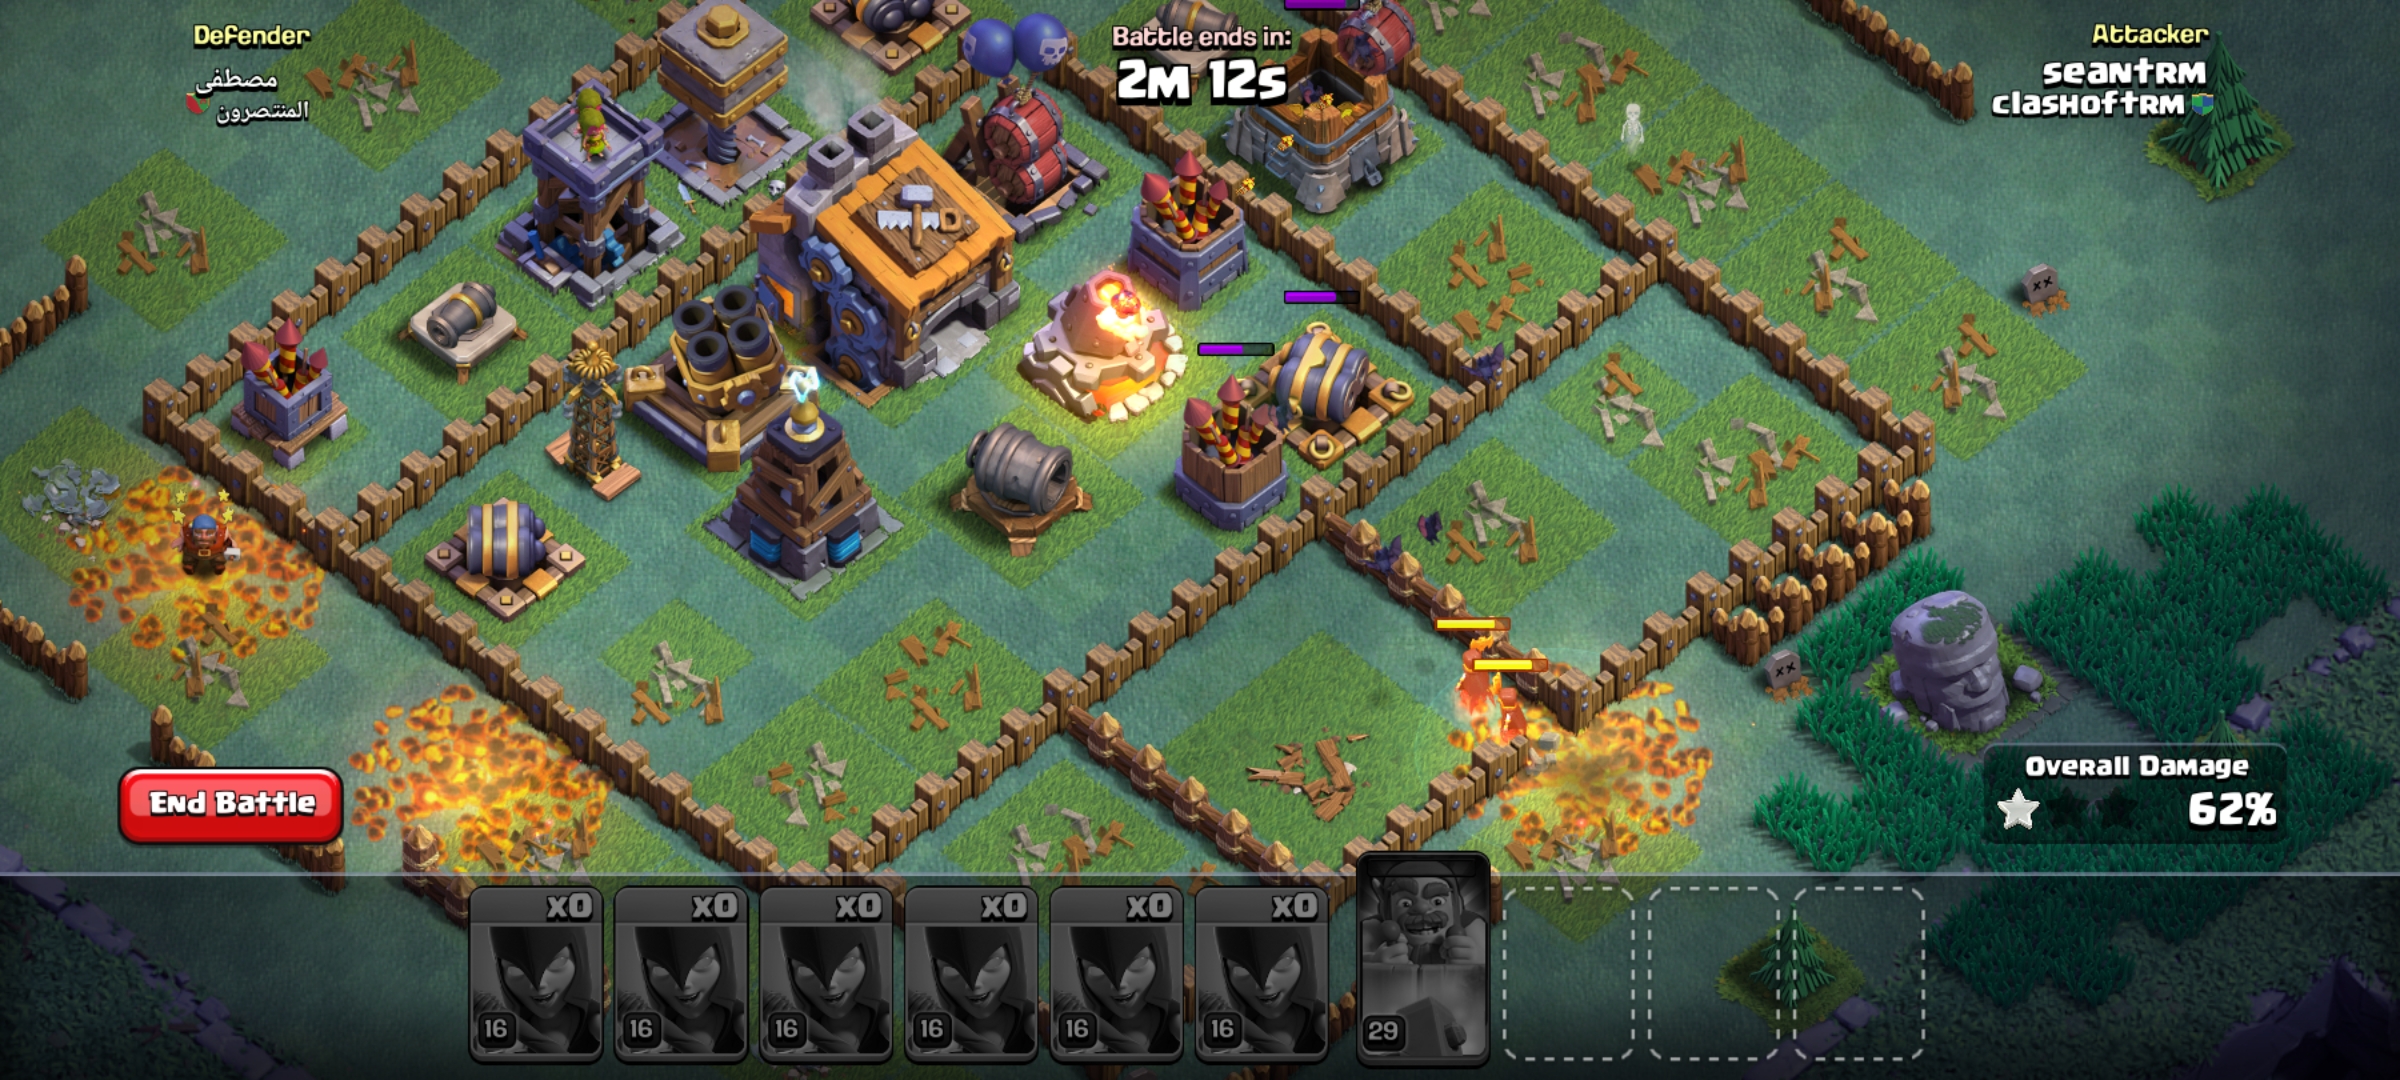 Defender
مصطفى
المنتصرون
Battle ends in:
2M 12s
Attacker
seantRM
clashoftRM
End Battle
Overall Damage
62%
x0
x0
x0
x0
x0
x0
16
16
16
16
16
16
29